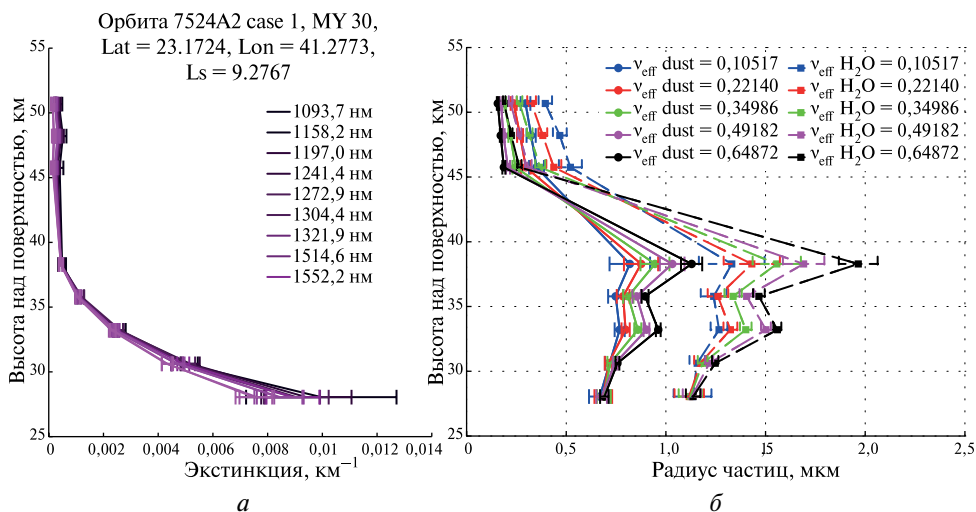 Орбита 7524A2 case 1, MY 30,
Lat = 23.1724, Lon = 41.2773,
Ls = 9.2767
55
50
45
40
35
30
25
Высота над поверхностью, км
1093,7 нм
1158,2 нм
1197,0 нм
1241,4 нм
1272,9 нм
1304,4 нм
1321,9 нм
1514,6 нм
1552,2 нм
0 0,002 0,004 0,006 0,008 0,01 0,012 0,014
Экстинкция, км⁻¹
а
55
50
45
40
35
30
25
Высота над поверхностью, км
νeff dust = 0,10517 νeff H2O = 0,10517
νeff dust = 0,22140 νeff H2O = 0,22140
νeff dust = 0,34986 νeff H2O = 0,34986
νeff dust = 0,49182 νeff H2O = 0,49182
νeff dust = 0,64872 νeff H2O = 0,64872
0,5 1,0 1,5 2,0 2,5
Радиус частиц, мкм
б